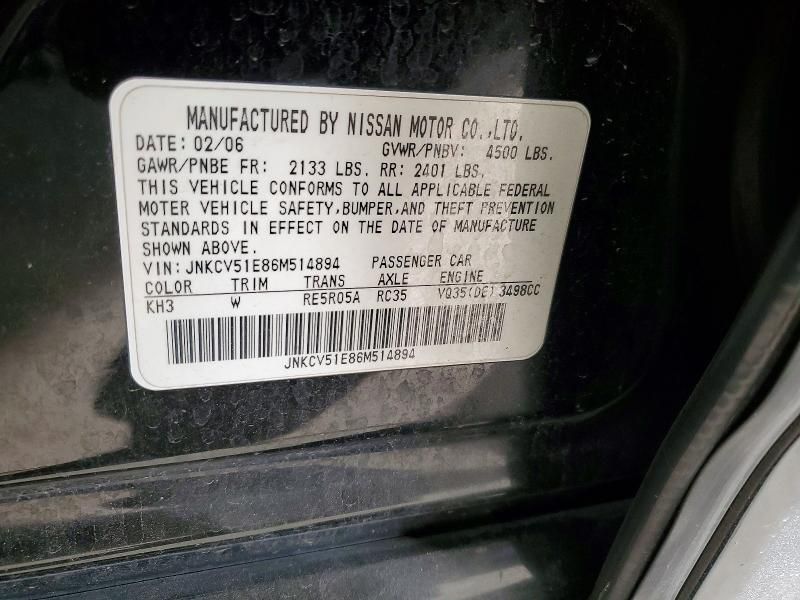 MANUFACTURED BY NISSAN MOTOR CO.,LTD.
DATE: 02/06 GVWR/PNBV: 4500 LBS.
GAWR/PNBE FR: 2133 LBS. RR: 2401 LBS.
THIS VEHICLE CONFORMS TO ALL APPLICABLE FEDERAL
MOTER VEHICLE SAFETY,BUMPER,AND THEFT PREVENTION
STANDARDS IN EFFECT ON THE DATE OF MANUFACTURE
SHOWN ABOVE.
VIN: JNKCV51E86M514894 PASSENGER CAR
COLOR TRIM TRANS AXLE ENGINE
KH3 W RE5R05A RC35 VQ35(DE) 3498CC
JNKCV51E86M514894